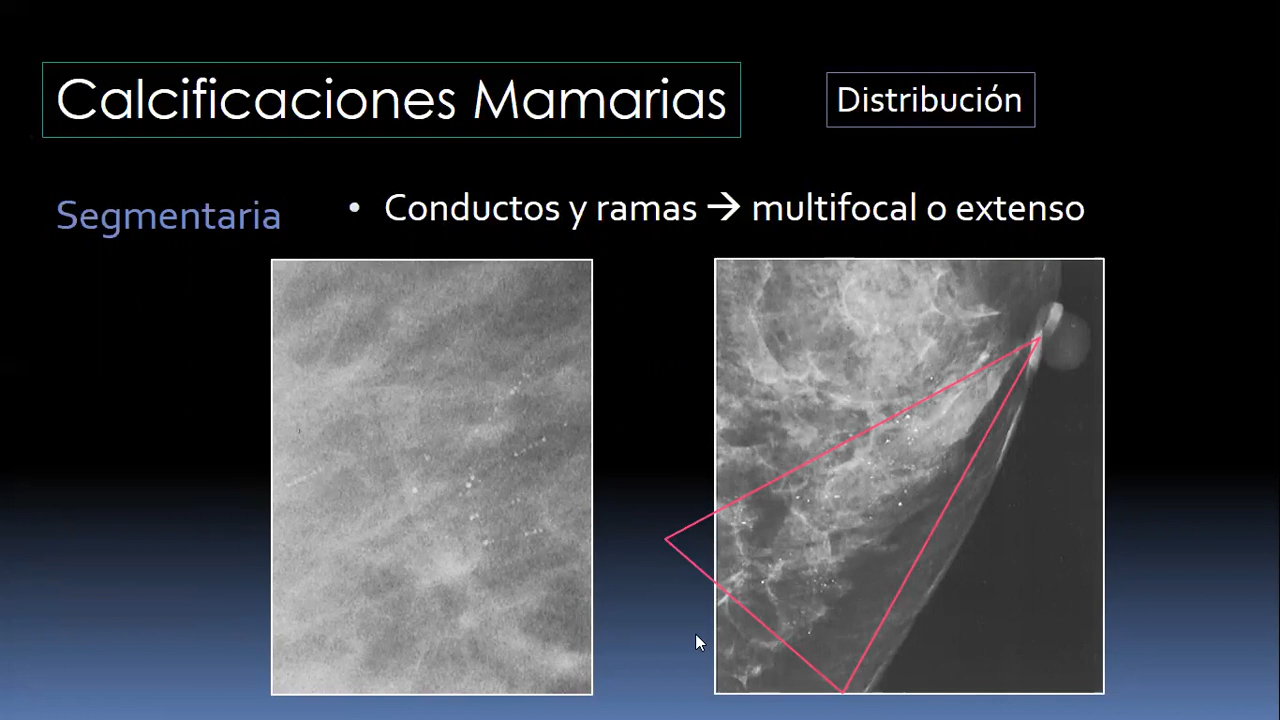 Calcificaciones Mamarias
Distribución
Segmentaria
• Conductos y ramas → multifocal o extenso